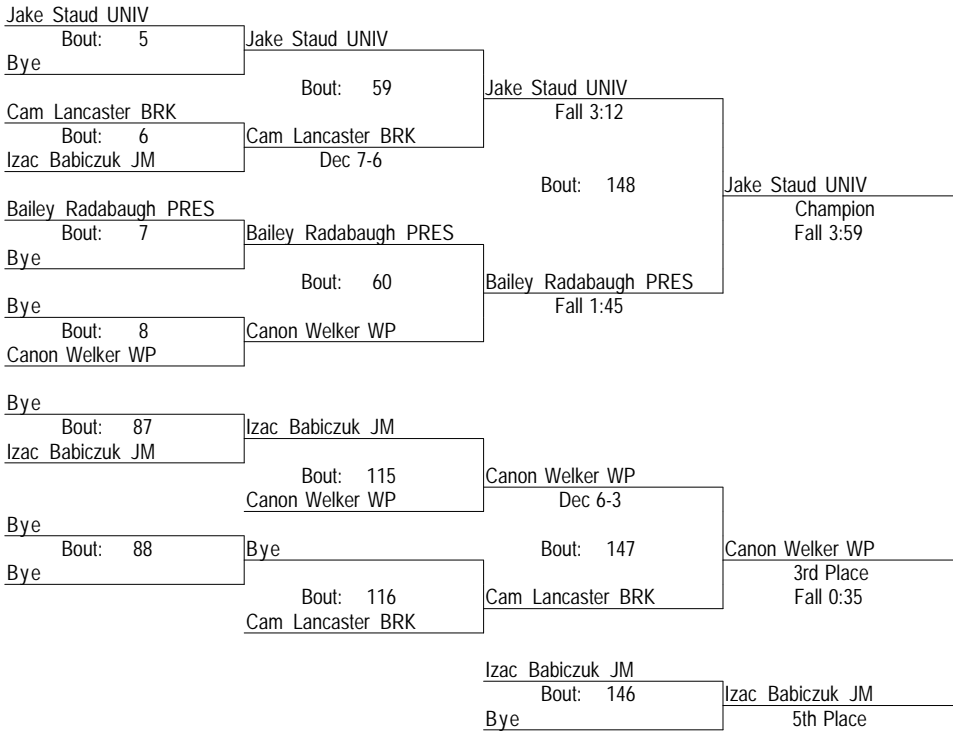 Jake Staud UNIV
Bout: 5
Jake Staud UNIV
Bye
Bout: 59
Jake Staud UNIV
Cam Lancaster BRK
Fall 3:12
Bout: 6
Cam Lancaster BRK
Izac Babiczuk JM
Dec 7-6
Bout: 148
Jake Staud UNIV
Bailey Radabaugh PRES
Champion
Bout: 7
Bailey Radabaugh PRES
Fall 3:59
Bye
Bout: 60
Bailey Radabaugh PRES
Bye
Fall 1:45
Bout: 8
Canon Welker WP
Canon Welker WP
Bye
Bout: 87
Izac Babiczuk JM
Izac Babiczuk JM
Bout: 115
Canon Welker WP
Canon Welker WP
Dec 6-3
Bye
Bout: 88
Bye
Bout: 147
Canon Welker WP
Bye
3rd Place
Bout: 116
Cam Lancaster BRK
Fall 0:35
Cam Lancaster BRK
Izac Babiczuk JM
Bout: 146
Izac Babiczuk JM
Bye
5th Place